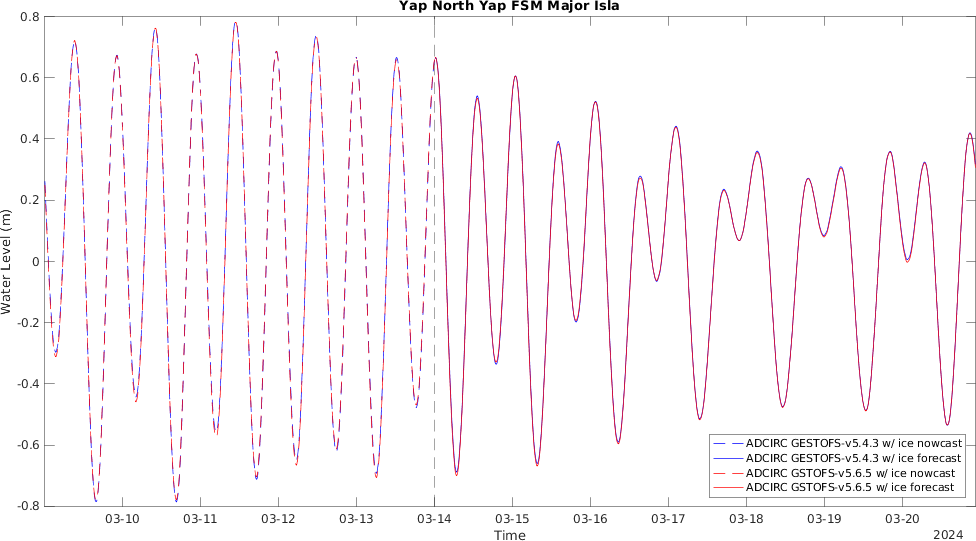 Yap North Yap FSM Major Isla
0.8
0.6
0.4
0.2
0
-0.2
-0.4
-0.6
-0.8
Water Level (m)
ADCIRC GESTOFS-v5.4.3 w/ ice nowcast
ADCIRC GESTOFS-v5.4.3 w/ ice forecast
ADCIRC GSTOFS-v5.6.5 w/ ice nowcast
ADCIRC GSTOFS-v5.6.5 w/ ice forecast
03-10 03-11 03-12 03-13 03-14 03-15 03-16 03-17 03-18 03-19 03-20
Time
2024